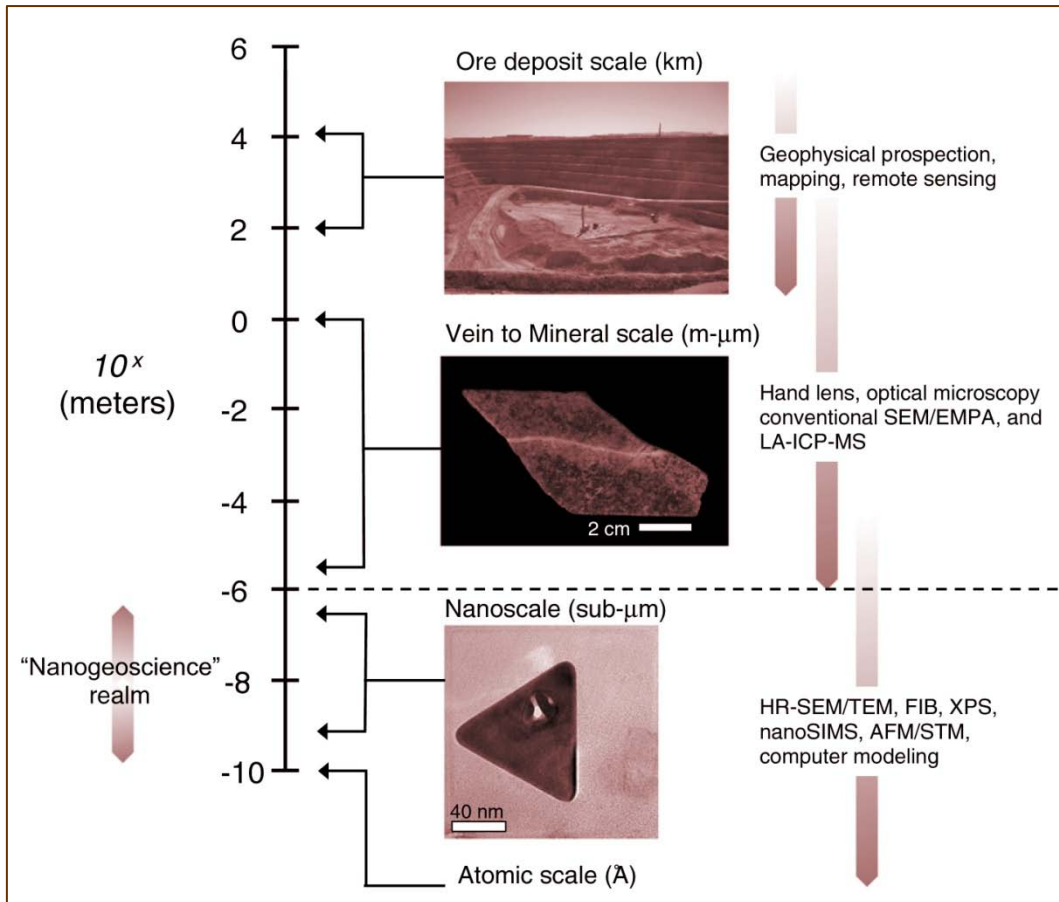 6
4
2
0
-2
-4
-6
-8
-10
10ˣ
(meters)
“Nanogeoscience”
realm
Ore deposit scale (km)
Vein to Mineral scale (m-μm)
2 cm
Nanoscale (sub-μm)
40 nm
Atomic scale (Å)
Geophysical prospection,
mapping, remote sensing
Hand lens, optical microscopy
conventional SEM/EMPA, and
LA-ICP-MS
HR-SEM/TEM, FIB, XPS,
nanoSIMS, AFM/STM,
computer modeling